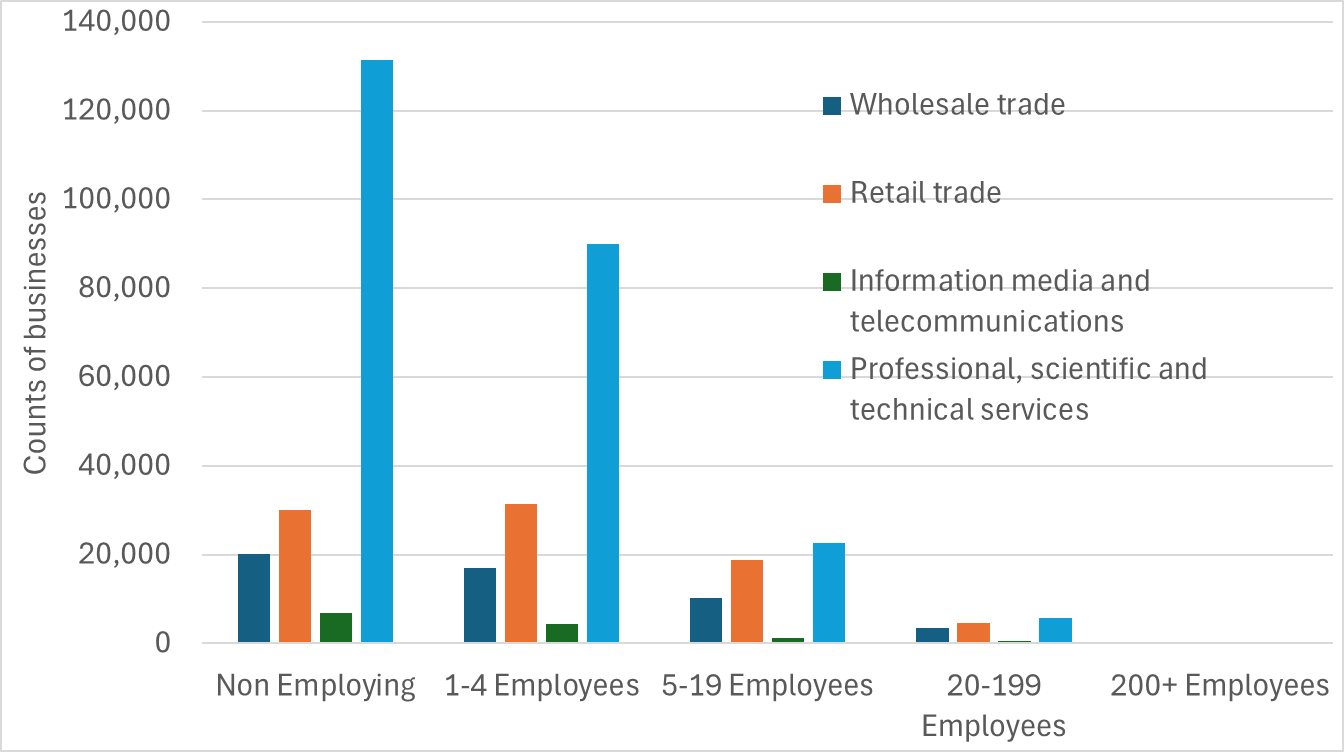 140,000
120,000
100,000
80,000
60,000
40,000
20,000
0
Counts of businesses
Wholesale trade
Retail trade
Information media and
telecommunications
Professional, scientific and
technical services
Non Employing
1-4 Employees
5-19 Employees
20-199
Employees
200+ Employees